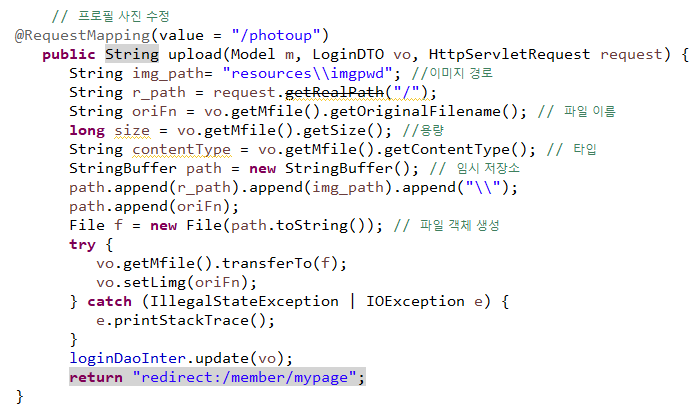 // 프로필 사진 수정
@RequestMapping(value = "/photoup")
public String upload(Model m, LoginDTO vo, HttpServletRequest request) {
String img_path= "resources\\imgpwd"; //이미지 경로
String r_path = request.getRealPath("/");
String oriFn = vo.getMfile().getOriginalFilename(); // 파일 이름
long size = vo.getMfile().getSize(); //용량
String contentType = vo.getMfile().getContentType(); // 타입
StringBuffer path = new StringBuffer(); // 임시 저장소
path.append(r_path).append(img_path).append("\\");
path.append(oriFn);
File f = new File(path.toString()); // 파일 객체 생성
try {
vo.getMfile().transferTo(f);
vo.setLimg(oriFn);
} catch (IllegalStateException | IOException e) {
e.printStackTrace();
}
loginDaoInter.update(vo);
return "redirect:/member/mypage";
}